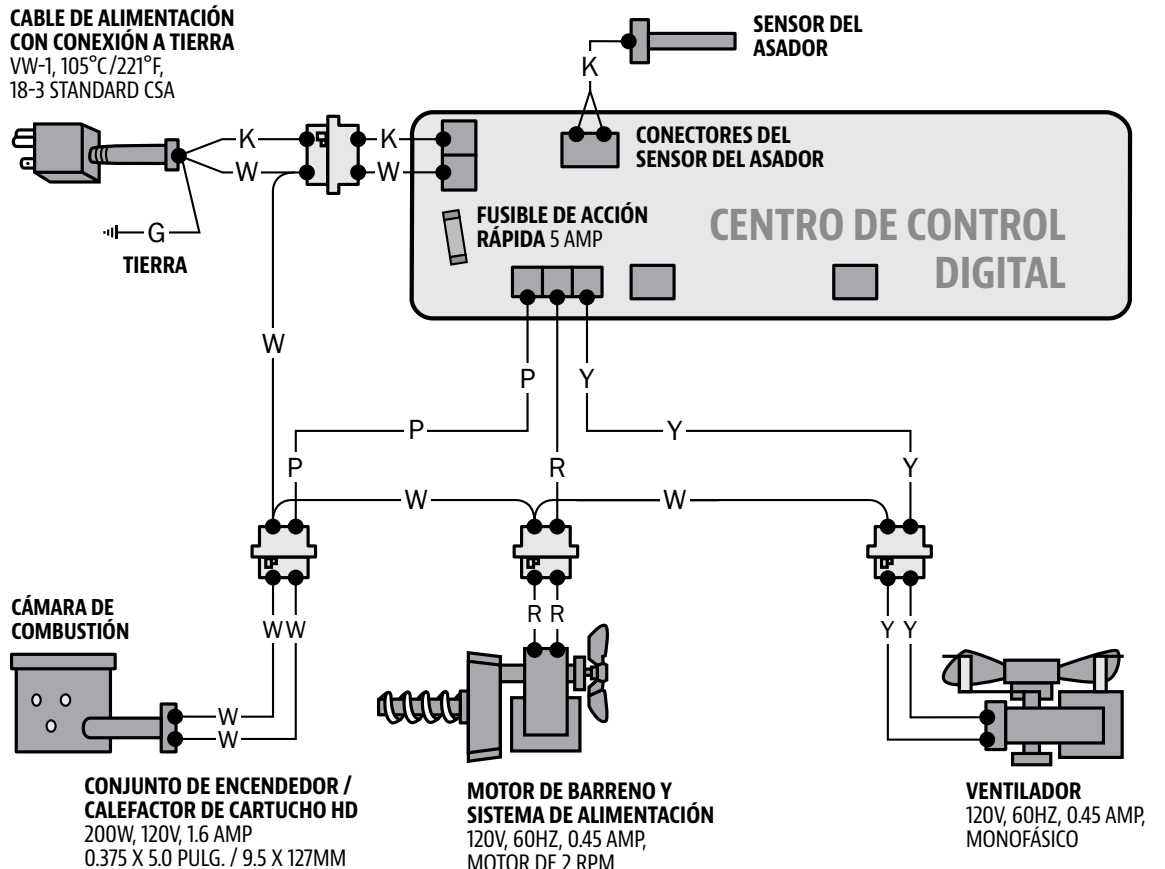 CABLE DE ALIMENTACIÓN
CON CONEXIÓN A TIERRA
VW-1, 105°C/221°F,
18-3 STANDARD CSA
SENSOR DEL
ASADOR
K
K
K
W
W
CONECTORES DEL
SENSOR DEL ASADOR
G
TIERRA
FUSIBLE DE ACCIÓN
RÁPIDA 5 AMP
CENTRO DE CONTROL
DIGITAL
W
P
Y
P
Y
P
R
Y
W
W
CÁMARA DE
COMBUSTIÓN
W W
R R
Y Y
W
W
CONJUNTO DE ENCENDEDOR /
CALEFACTOR DE CARTUCHO HD
200W, 120V, 1.6 AMP
0.375 X 5.0 PULG. / 9.5 X 127MM
MOTOR DE BARRENO Y
SISTEMA DE ALIMENTACIÓN
120V, 60HZ, 0.45 AMP,
MOTOR DE 2 RPM
VENTILADOR
120V, 60HZ, 0.45 AMP,
MONOFÁSICO